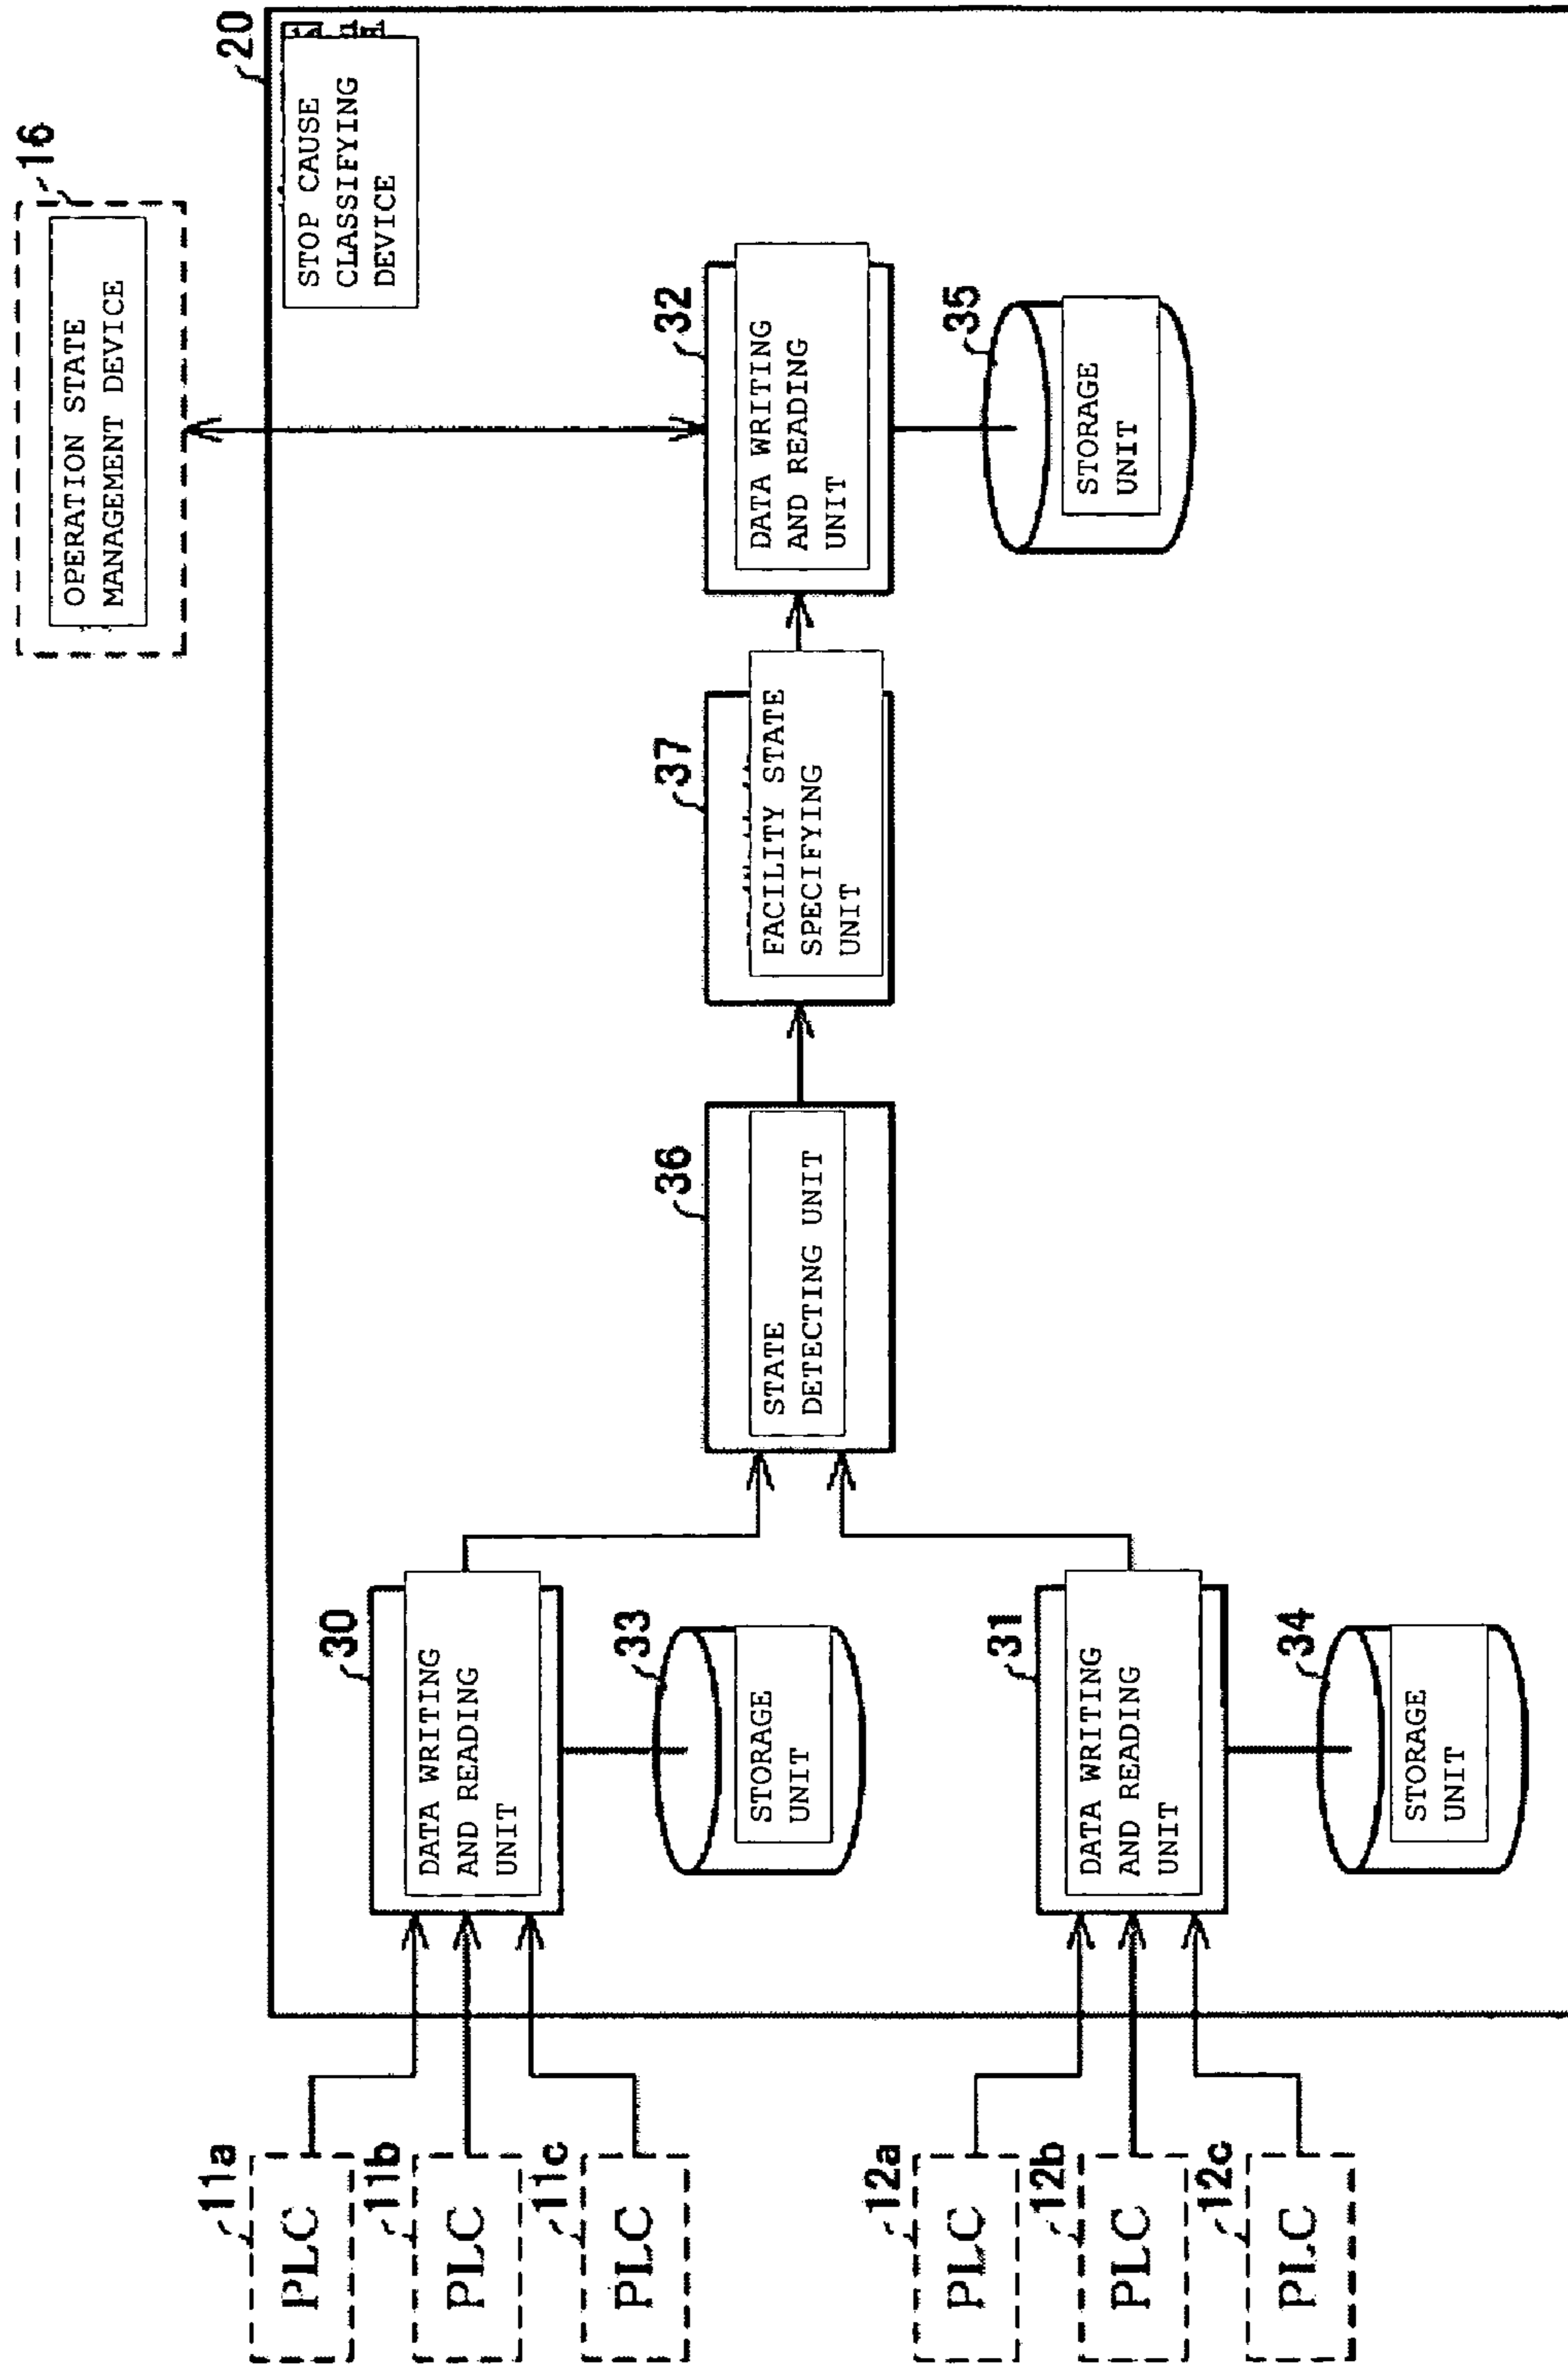 16
OPERATION STATE
MANAGEMENT DEVICE
20
STOP CAUSE
CLASSIFYING
DEVICE
11a
PLC
11b
PLC
11c
PLC
30
DATA WRITING
AND READING
UNIT
33
STORAGE
UNIT
36
STATE
DETECTING UNIT
37
FACILITY STATE
SPECIFYING
UNIT
32
DATA WRITING
AND READING
UNIT
35
STORAGE
UNIT
12a
PLC
12b
PLC
12c
PLC
31
DATA WRITING
AND READING
UNIT
34
STORAGE
UNIT